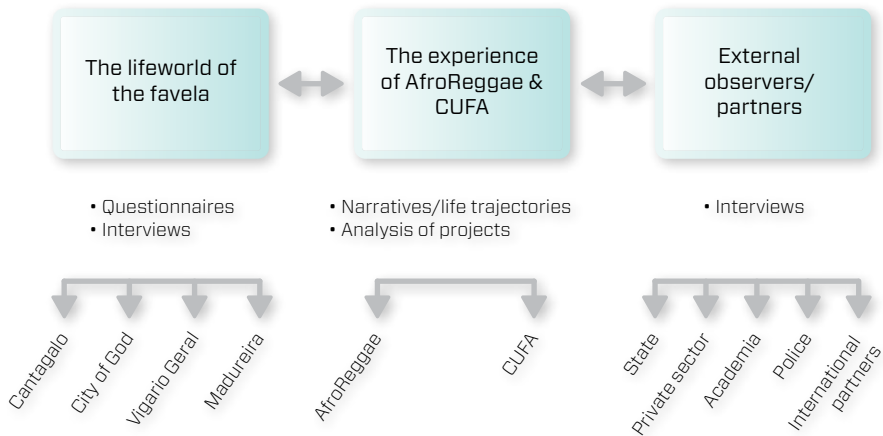 The lifeworld of
the favela
The experience
of AfroReggae &
CUFA
External
observers/
partners
• Questionnaires
• Interviews
• Narratives/life trajectories
• Analysis of projects
• Interviews
Cantagalo
City of God
Vigario Geral
Madureira
AfroReggae
CUFA
State
Private sector
Academia
Police
International
partners